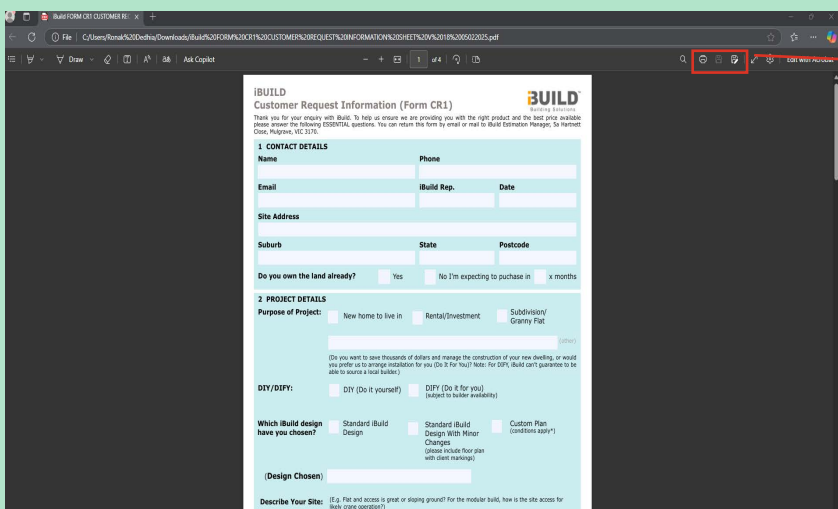 iBuild FORM CR1 CUSTOMER RE
File C:/Users/Ronak%20Dedhia/Downloads/iBuild%20FORM%20CR1%20CUSTOMER%20REQUEST%20INFORMATION%20SHEET%20V%2018%2005022025.pdf
Draw aあ Ask Copilot 1 of 4 Edit with Acrobat
iBUILD
Customer Request Information (Form CR1)
BUILD
Building Solutions
Thank you for your enquiry with iBuild. To help us ensure we are providing you with the right product and the best price available
please answer the following ESSENTIAL questions. You can return this form by email or mail to iBuild Estimation Manager, 5a Hartnett
Close, Mulgrave, VIC 3170.
1 CONTACT DETAILS
Name Phone
Email iBuild Rep. Date
Site Address
Suburb State Postcode
Do you own the land already? Yes No I'm expecting to puchase in x months
2 PROJECT DETAILS
Purpose of Project: New home to live in Rental/Investment Subdivision/
Granny Flat
(other)
(Do you want to save thousands of dollars and manage the construction of your new dwelling, or would
you prefer us to arrange installation for you (Do It For You)? Note: For DIFY, iBuild can't guarantee to be
able to source a local builder.)
DIY/DIFY: DIY (Do it yourself) DIFY (Do it for you)
(subject to builder availability)
Which iBuild design
have you chosen?
Standard iBuild
Design
Standard iBuild
Design With Minor
Changes
(please include floor plan
with client markings)
Custom Plan
(conditions apply*)
(Design Chosen)
Describe Your Site: (E.g. Flat and access is great or sloping ground? For the modular build, how is the site access for
likely crane operation?)